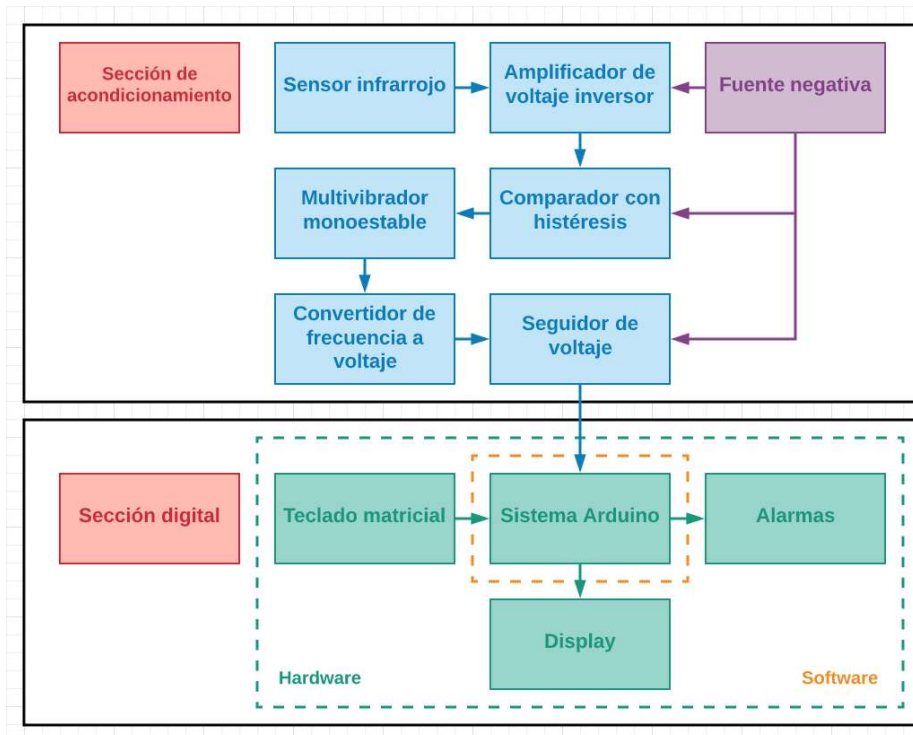 Sección de
acondicionamiento
Sensor infrarrojo
Amplificador de
voltaje inversor
Fuente negativa
Multivibrador
monoestable
Comparador con
histéresis
Convertidor de
frecuencia a
voltaje
Seguidor de
voltaje
Sección digital
Teclado matricial
Sistema Arduino
Alarmas
Display
Hardware
Software